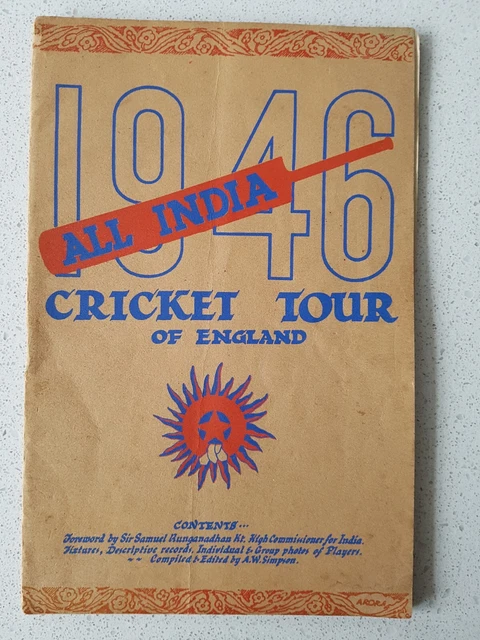 1946
ALL INDIA
CRICKET TOUR
OF ENGLAND
CONTENTS...
Foreword by Sir Samuel Runganadhan Kt. High Commissioner for India.
Fixtures, Descriptive records, Individual & Group photos of Players.
Compiled & Edited by A.W. Simpson.
ARORA